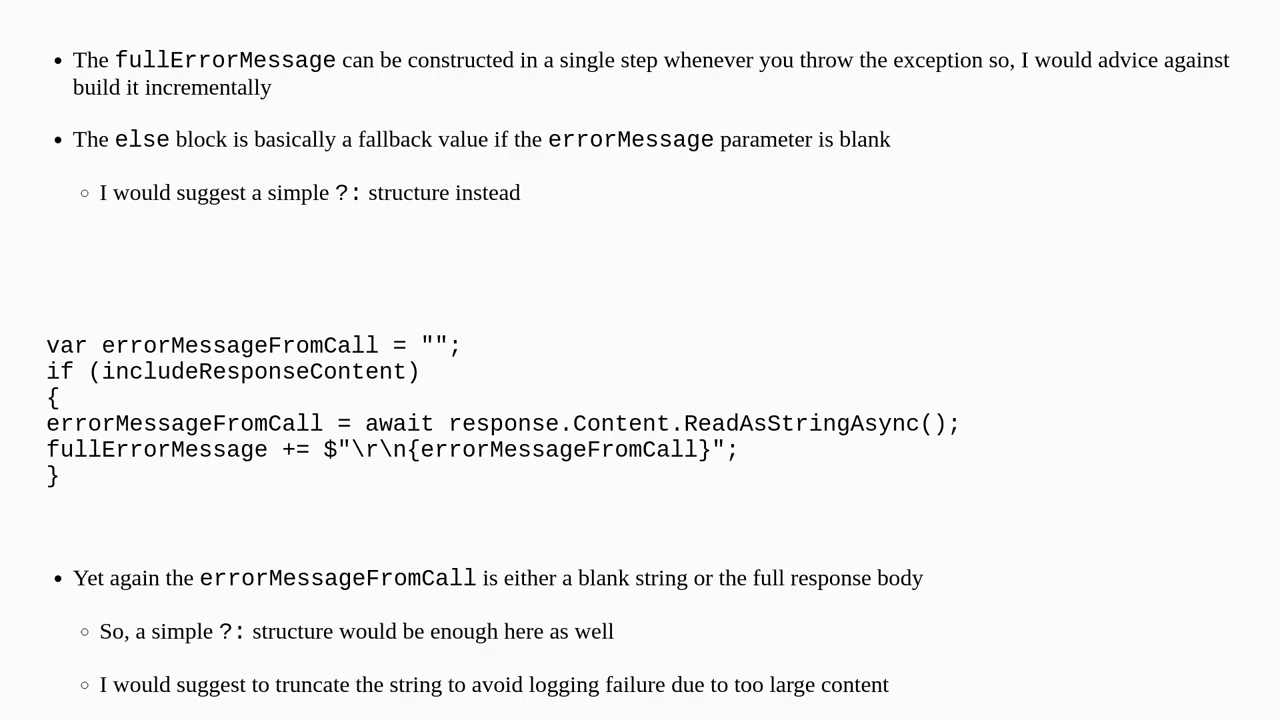 • The fullErrorMessage can be constructed in a single step whenever you throw the exception so, I would advice against
build it incrementally
• The else block is basically a fallback value if the errorMessage parameter is blank
◦ I would suggest a simple ?: structure instead
var errorMessageFromCall = "";
if (includeResponseContent)
{
errorMessageFromCall = await response.Content.ReadAsStringAsync();
fullErrorMessage += $"\r\n{errorMessageFromCall}";
}
• Yet again the errorMessageFromCall is either a blank string or the full response body
◦ So, a simple ?: structure would be enough here as well
◦ I would suggest to truncate the string to avoid logging failure due to too large content